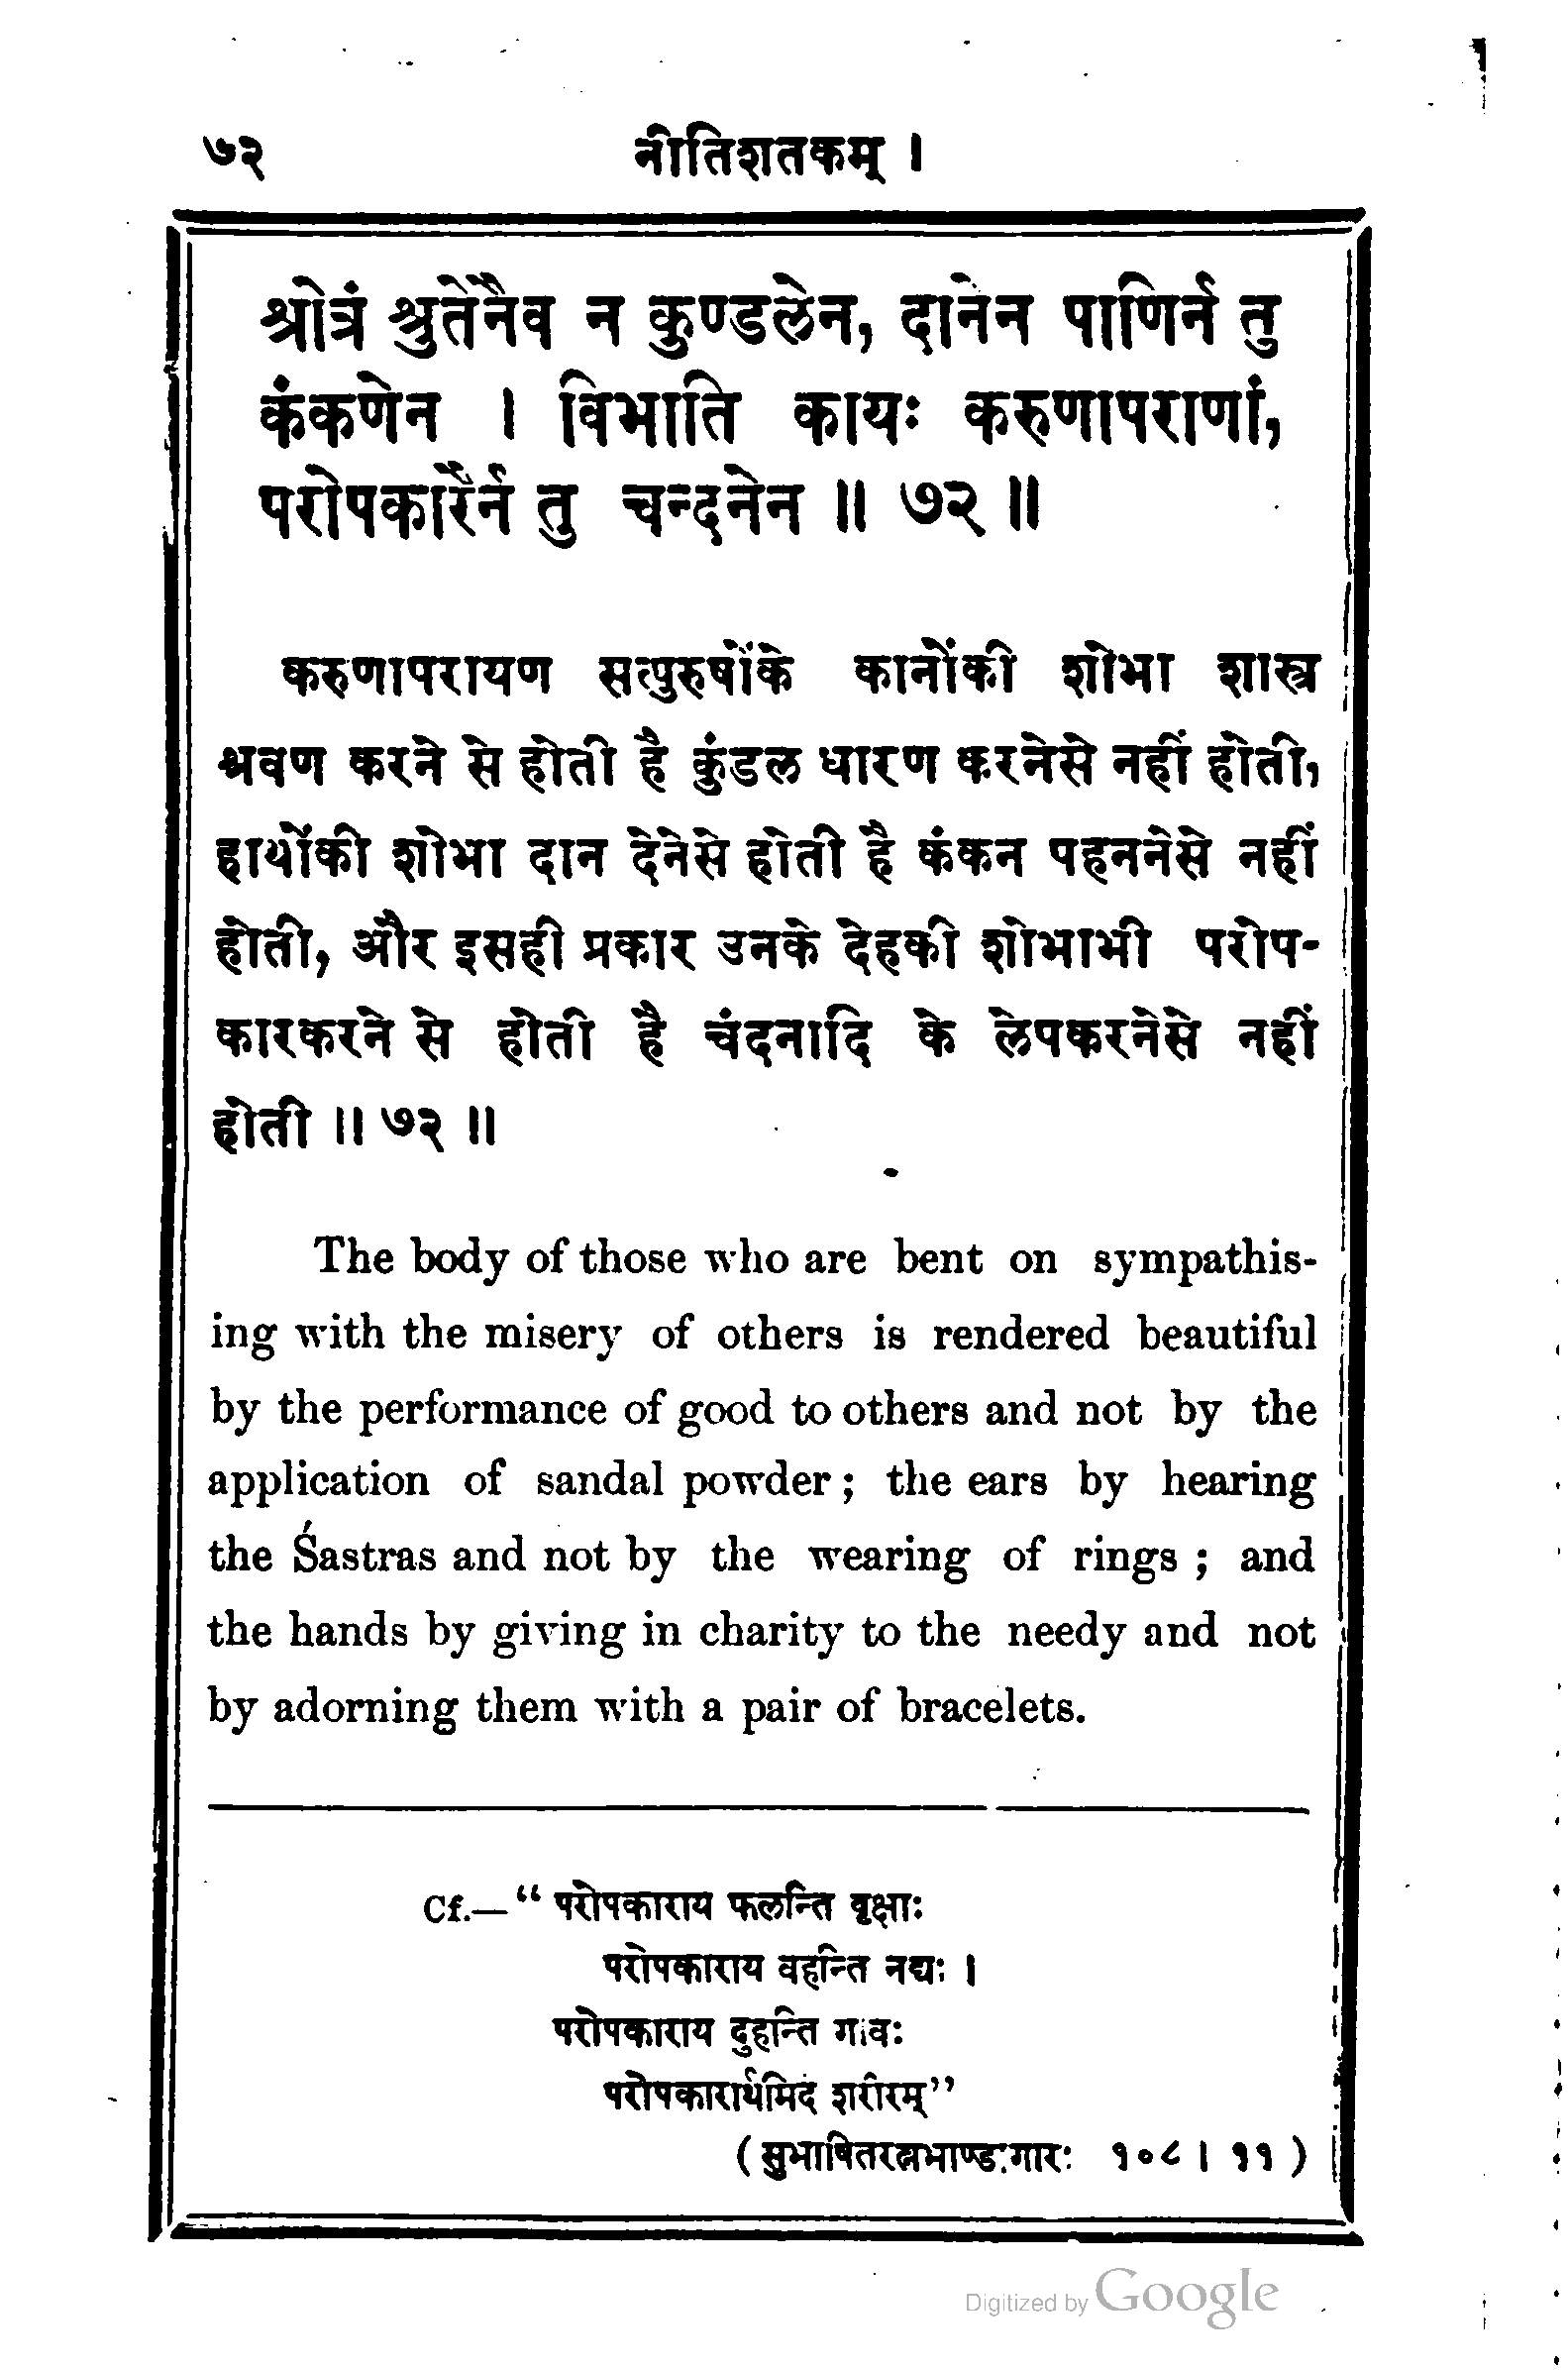 ७२ नीतिशतकम् ।
श्रोत्रं श्रुतेनैव न कुण्डलेन, दानेन पाणिर्न तु
कंकणेन । विभाति कायः करुणापराणां,
परोपकारैर्न तु चन्दनेन ॥ ७२ ॥
करुणापरायण सत्पुरुषोंके कानोंकी शोभा शास्त्र
श्रवण करने से होती है कुंडल धारण करनेसे नहीं होती,
हाथोंकी शोभा दान देनेसे होती है कंकन पहननेसे नहीं
होती, और इसही प्रकार उनके देहकी शोभाभी परोप-
कारकरने से होती है चंदनादि के लेपकरनेसे नहीं
होती ॥ ७२ ॥
The body of those who are bent on sympathis-
ing with the misery of others is rendered beautiful
by the performance of good to others and not by the
application of sandal powder; the ears by hearing
the Śastras and not by the wearing of rings ; and
the hands by giving in charity to the needy and not
by adorning them with a pair of bracelets.
Cf.—“ परोपकाराय फलन्ति वृक्षाः
परोपकाराय वहन्ति नद्यः ।
परोपकाराय दुहन्ति गावः
परोपकारार्थमिदं शरीरम्”
( सुभाषितरत्नभाण्डागारः १०८ । ११ )
Digitized by Google